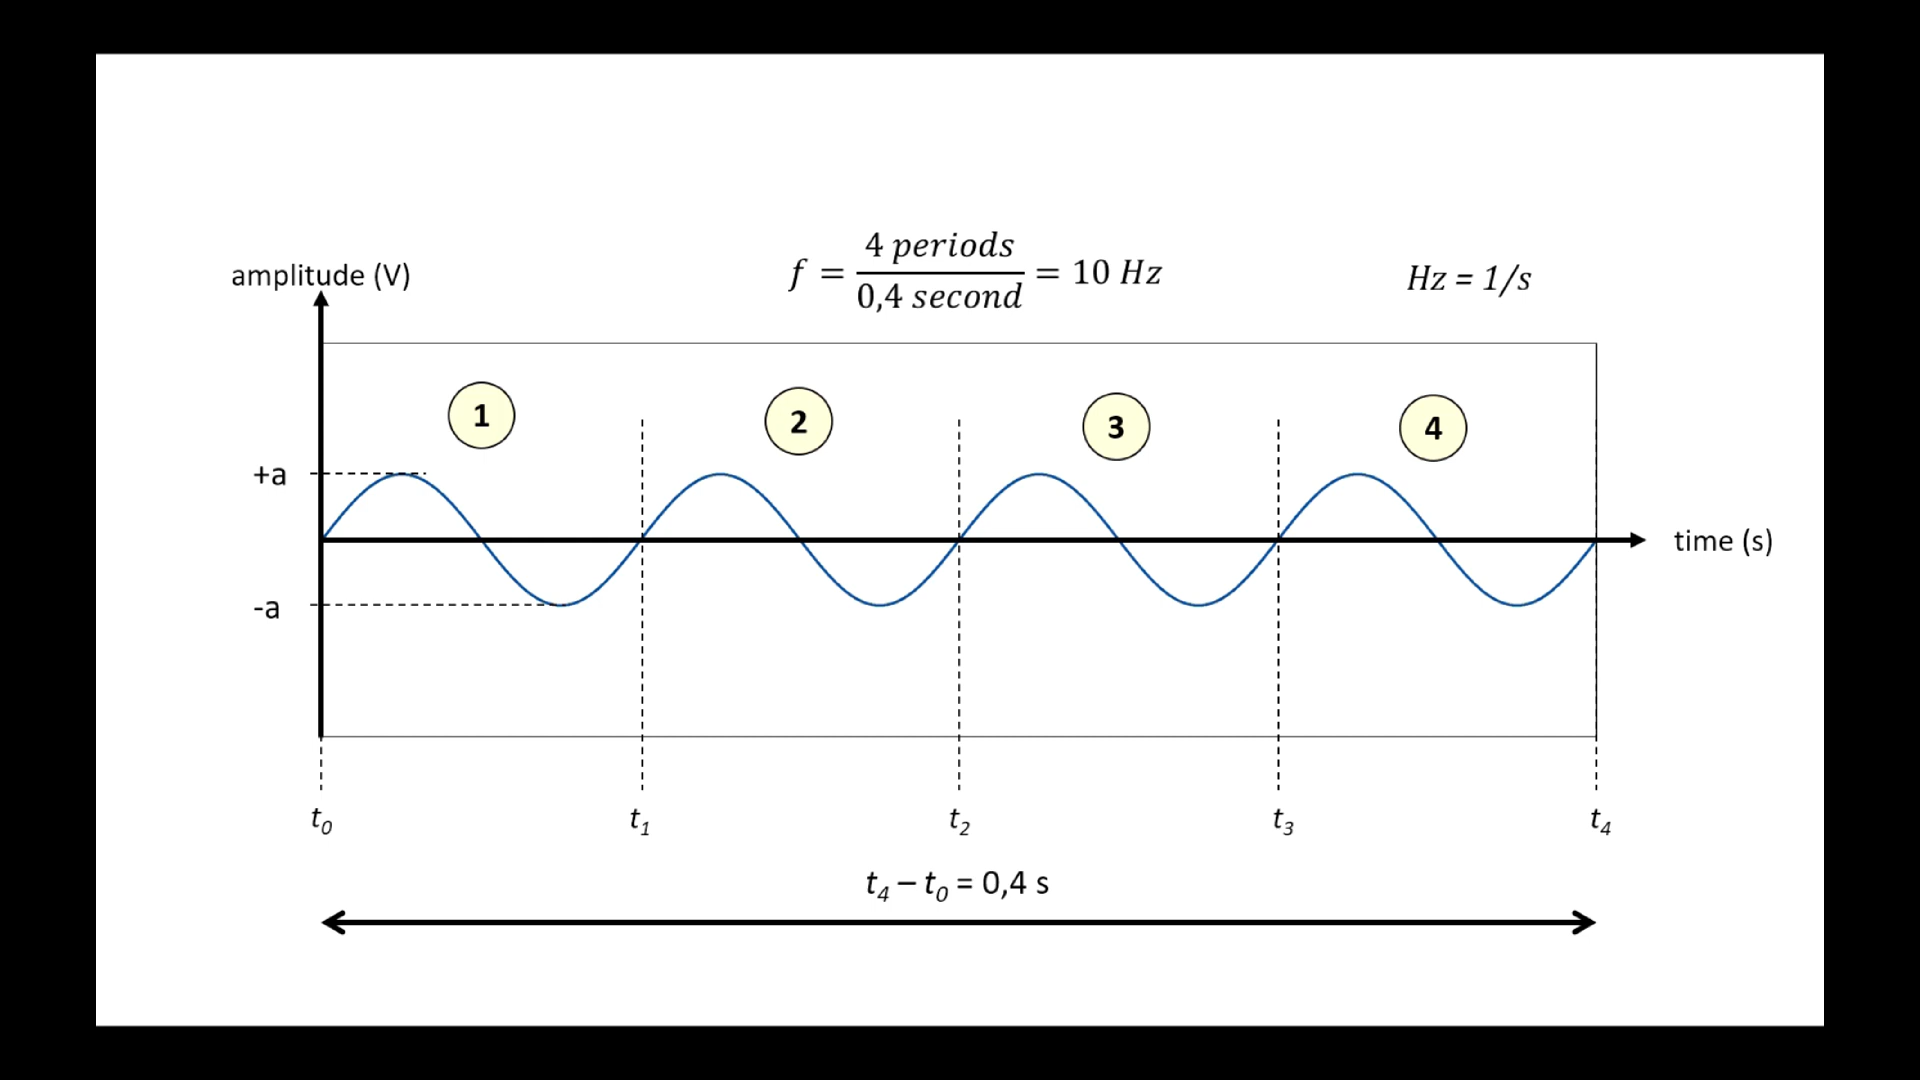 f = 4 periods / 0,4 second = 10 Hz
Hz = 1/s
amplitude (V)
1
2
3
4
+a
time (s)
-a
t0
t1
t2
t3
t4
t4 – t0 = 0,4 s